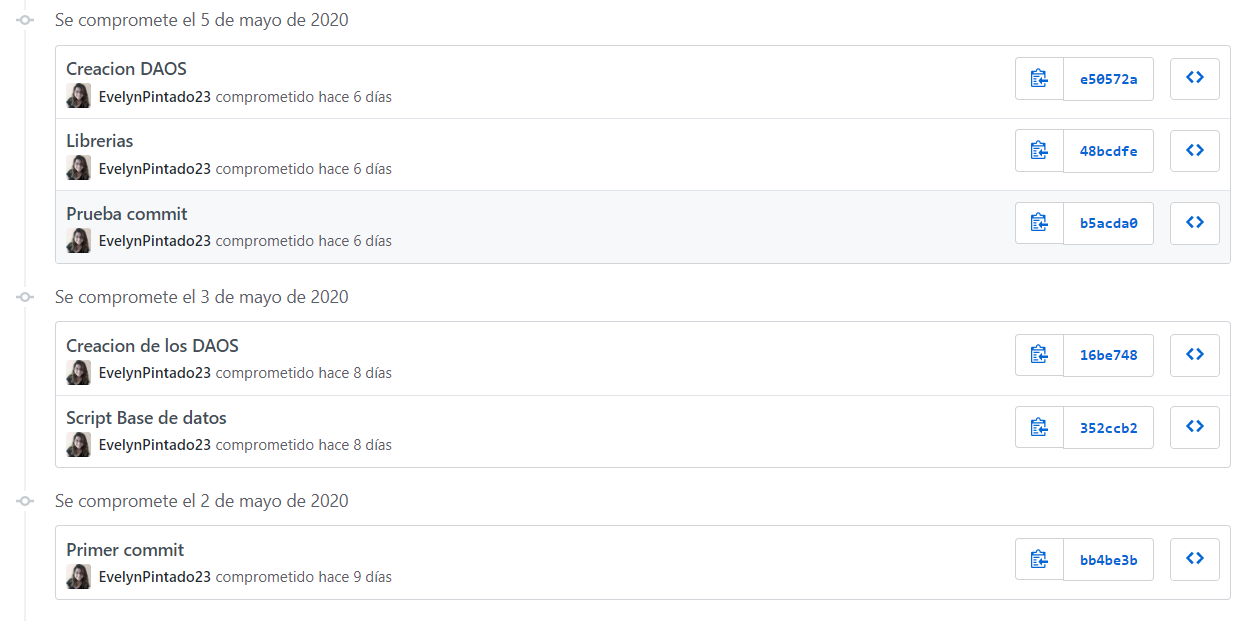 Se compromete el 5 de mayo de 2020
Creacion DAOS
e50572a
EvelynPintado23 comprometido hace 6 días
Librerias
48bcdfe
EvelynPintado23 comprometido hace 6 días
Prueba commit
b5acda0
EvelynPintado23 comprometido hace 6 días
Se compromete el 3 de mayo de 2020
Creacion de los DAOS
16be748
EvelynPintado23 comprometido hace 8 días
Script Base de datos
352ccb2
EvelynPintado23 comprometido hace 8 días
Se compromete el 2 de mayo de 2020
Primer commit
bb4be3b
EvelynPintado23 comprometido hace 9 días